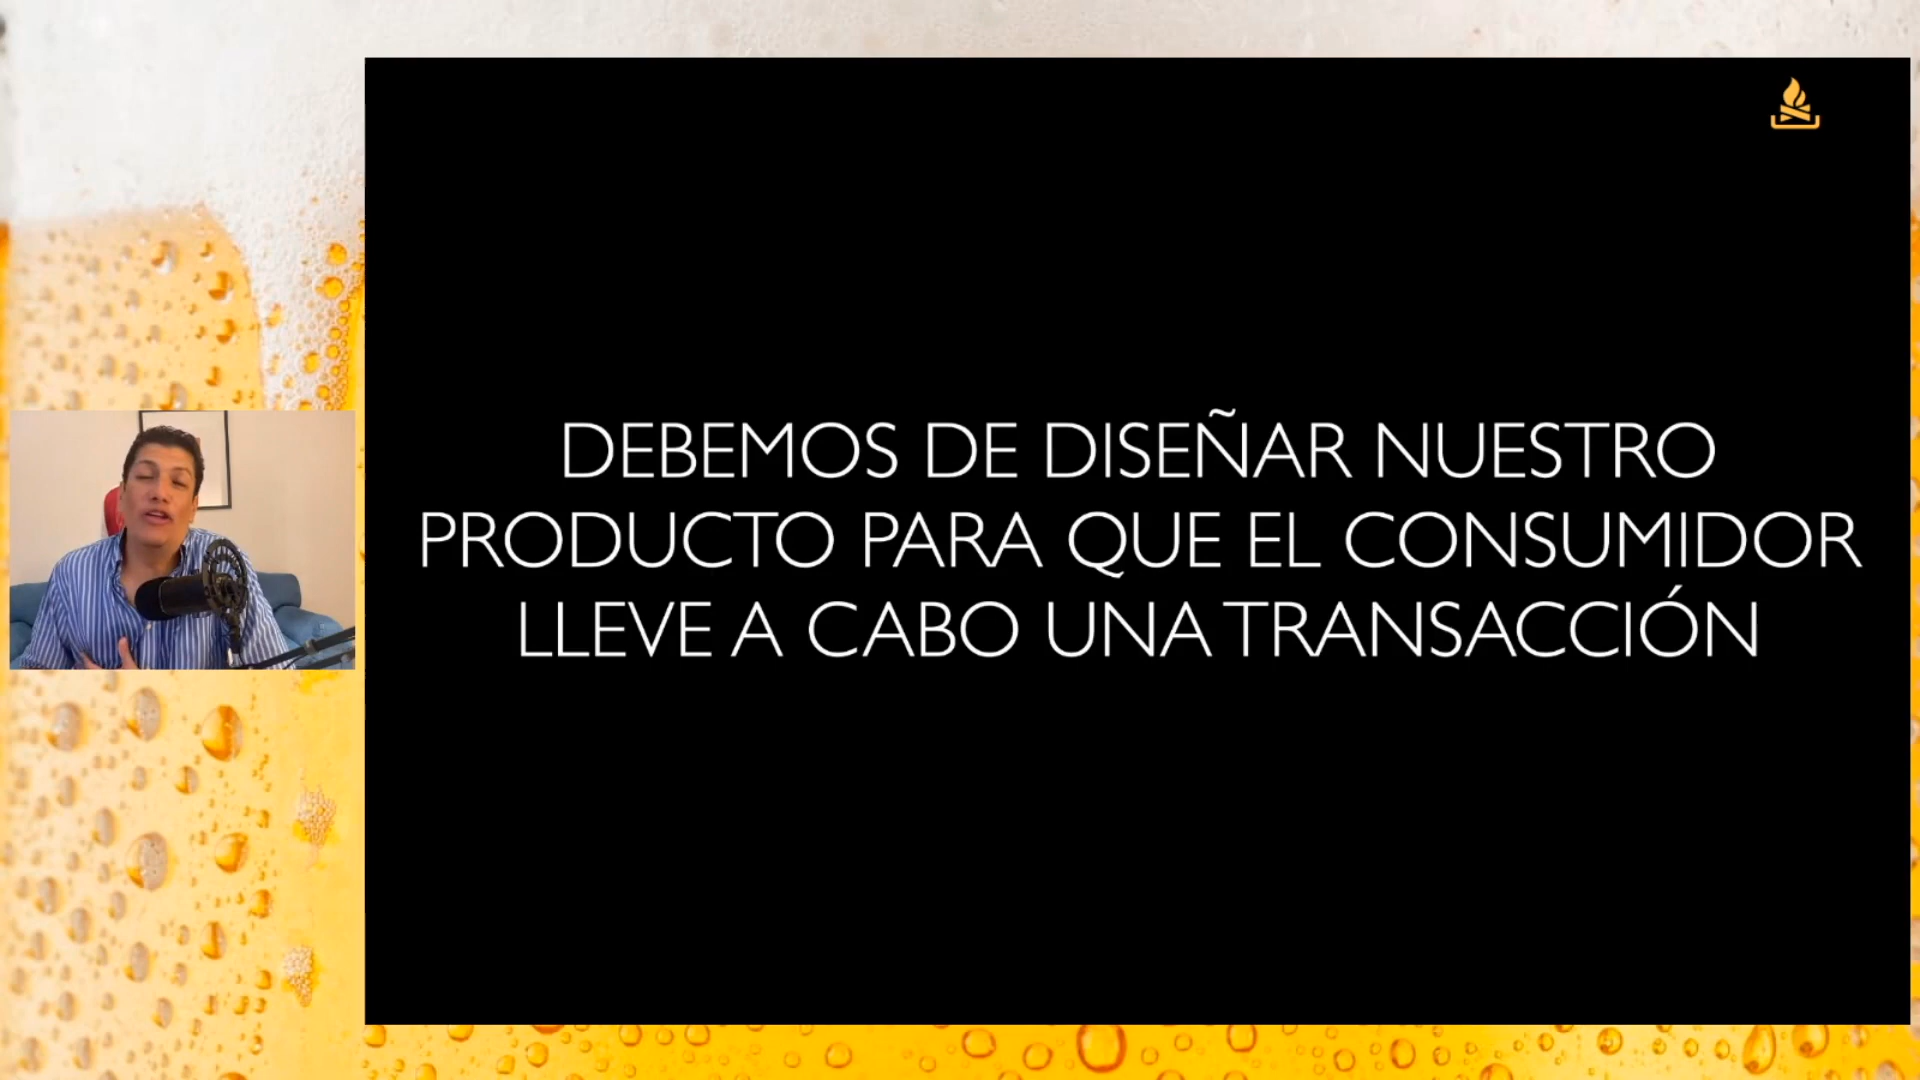 DEBEMOS DE DISEÑAR NUESTRO
PRODUCTO PARA QUE EL CONSUMIDOR
LLEVE A CABO UNA TRANSACCIÓN